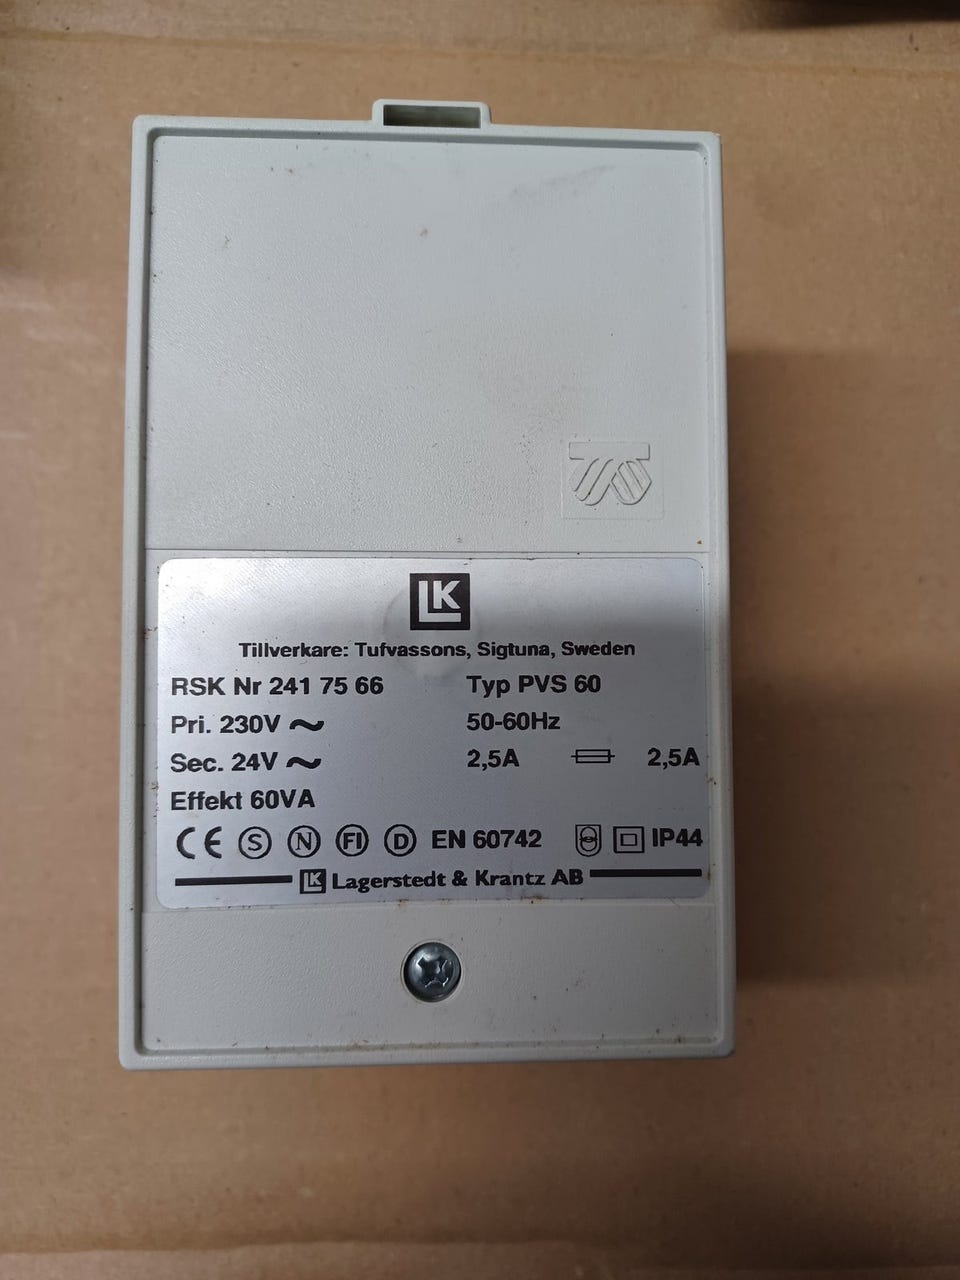 LK
Tillverkare: Tufvassons, Sigtuna, Sweden
RSK Nr 241 75 66 Typ PVS 60
Pri. 230V ~ 50-60Hz
Sec. 24V ~ 2,5A 2,5A
Effekt 60VA
CE S N FI D EN 60742 IP44
LK Lagerstedt & Krantz AB